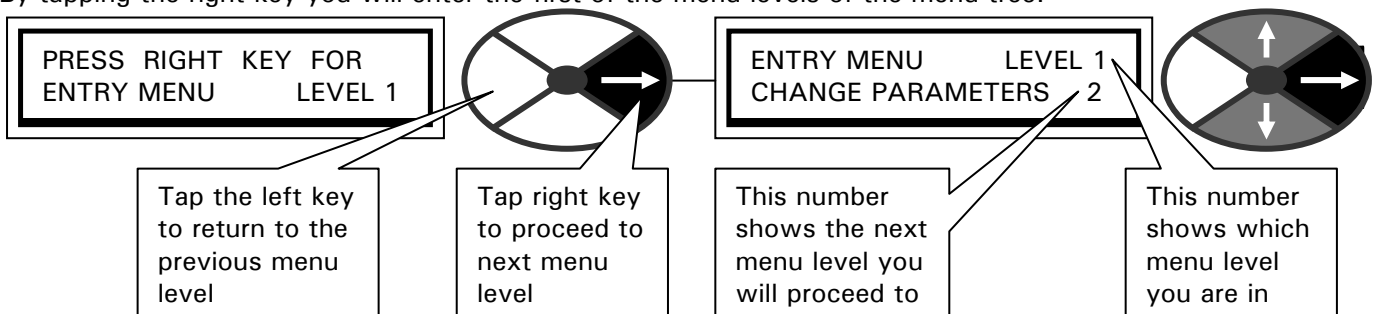 By tapping the right key you will enter the first of the menu levels of the menu tree.
PRESS RIGHT KEY FOR
ENTRY MENU LEVEL 1
ENTRY MENU LEVEL 1
CHANGE PARAMETERS 2
Tap the left key
to return to the
previous menu
level
Tap right key
to proceed to
next menu
level
This number
shows the next
menu level you
will proceed to
This number
shows which
menu level
you are in